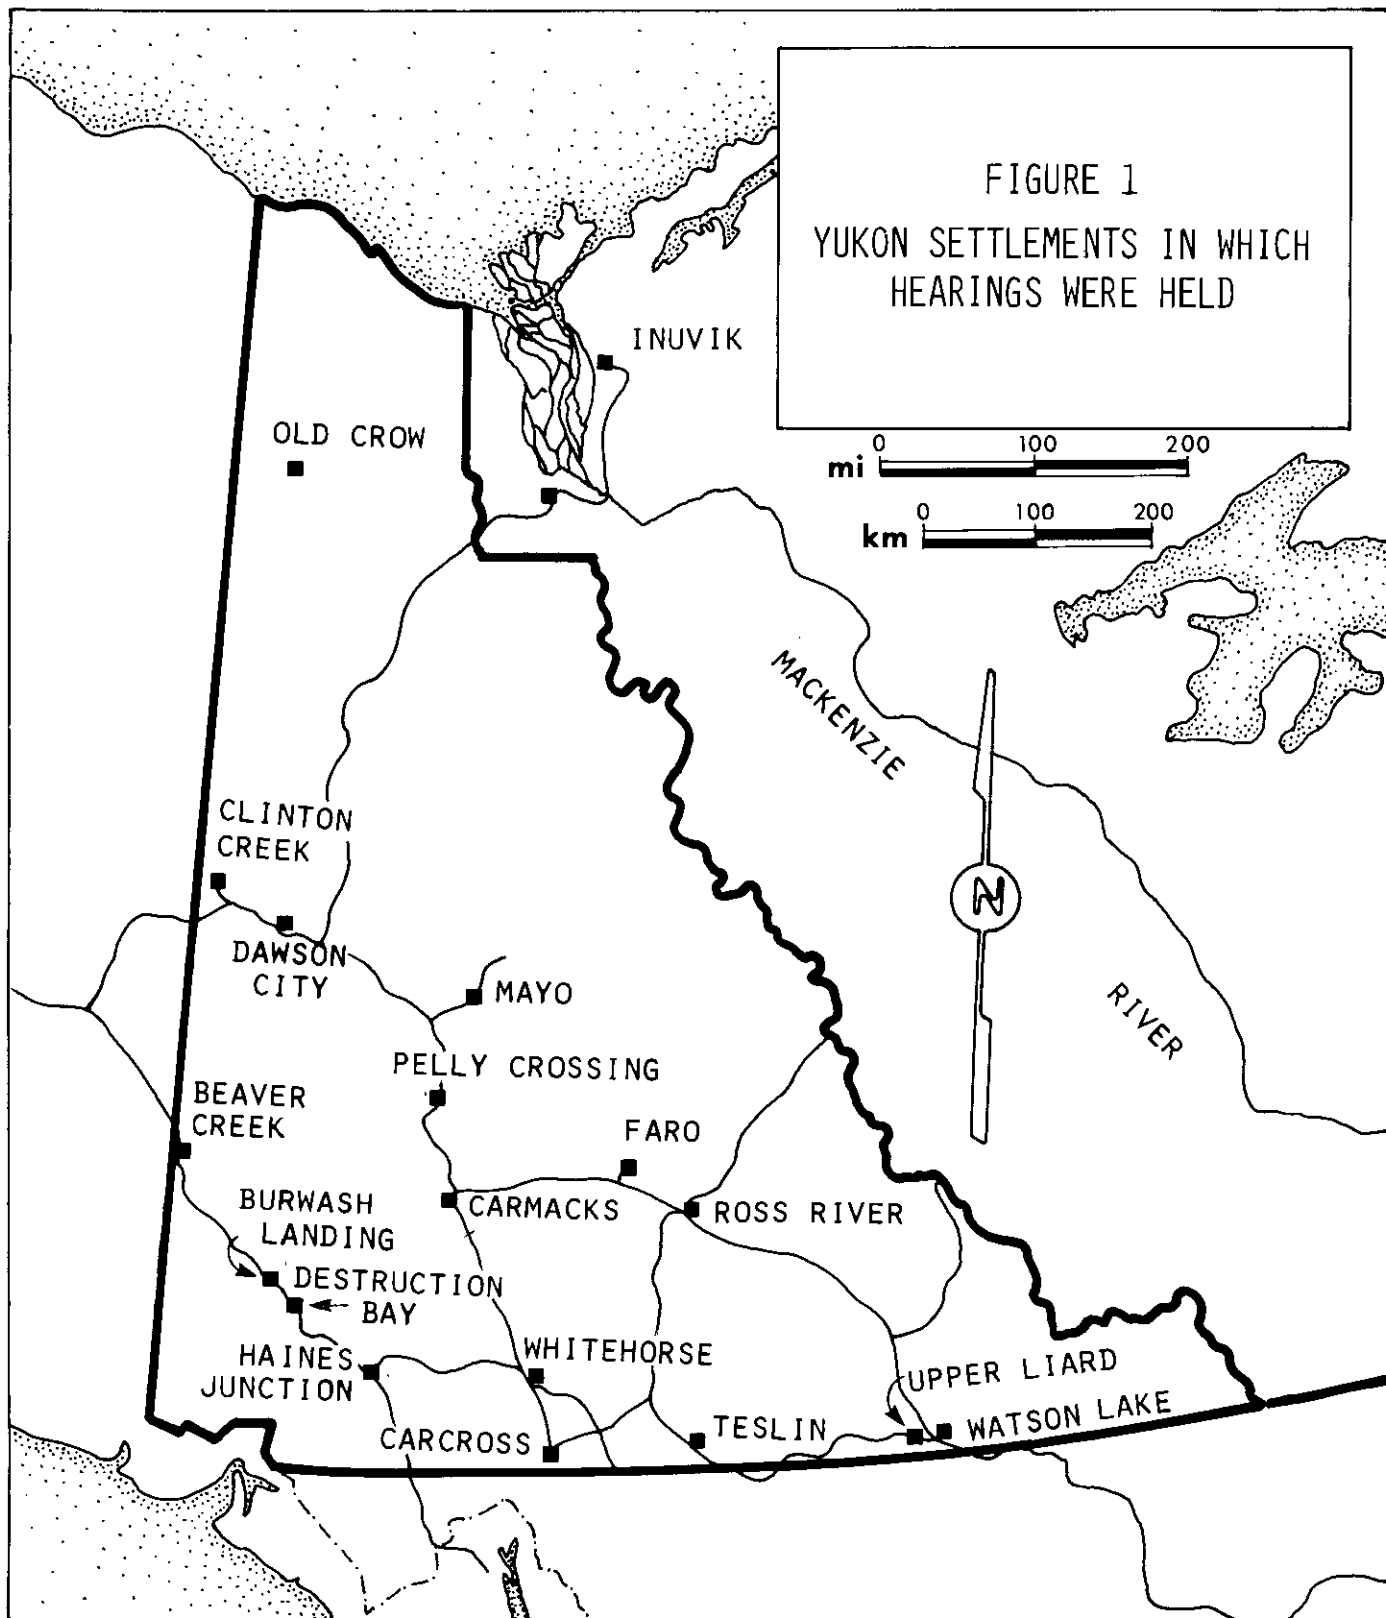 FIGURE 1
YUKON SETTLEMENTS IN WHICH
HEARINGS WERE HELD
INUVIK
OLD CROW
0 100 200
mi
0 100 200
km
MACKENZIE
RIVER
N
CLINTON
CREEK
DAWSON
CITY
MAYO
PELLY CROSSING
BEAVER
CREEK
FARO
BURWASH
LANDING
CARMACKS
ROSS RIVER
DESTRUCTION
BAY
HAINES
JUNCTION
WHITEHORSE
UPPER LIARD
CARCROSS
TESLIN
WATSON LAKE